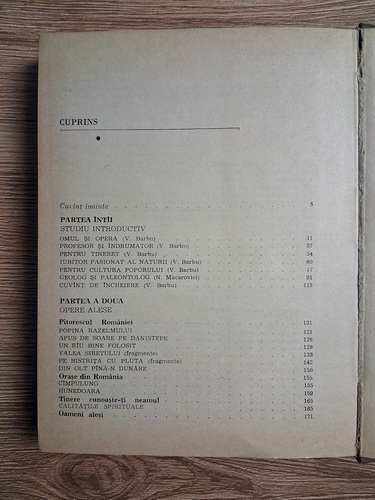 CUPRINS
Cuvînt înainte 5
PARTEA ÎNTÎI
STUDIU INTRODUCTIV
OMUL ȘI OPERA (V. Barbu) 11
PROFESOR ȘI ÎNDRUMĂTOR (V. Barbu) 37
PENTRU TINERET (V. Barbu) 54
IUBITOR PASIONAT AL NATURII (V. Barbu) 66
PENTRU CULTURA POPORULUI (V. Barbu) 77
GEOLOG ȘI PALEONTOLOG (N. Macarovici) 91
CUVÎNT DE ÎNCHEIERE (V. Barbu) 115
PARTEA A DOUA
OPERE ALESE
Pitorescul României 121
POPINA RAZELMULUI 121
APUS DE SOARE PE DANISTEPE 126
UN RÎU BINE FOLOSIT 129
VALEA SIRETULUI (fragmente) 133
PE BISTRIȚA CU PLUTA (fragmente) 142
DIN OLT PÎNĂ-N DUNĂRE 150
Orașe din România 155
CÎMPULUNG 155
HUNEDOARA 159
Tinere cunoaște-ți neamul 165
CALITĂȚILE SPIRITUALE 165
Oameni aleși 171